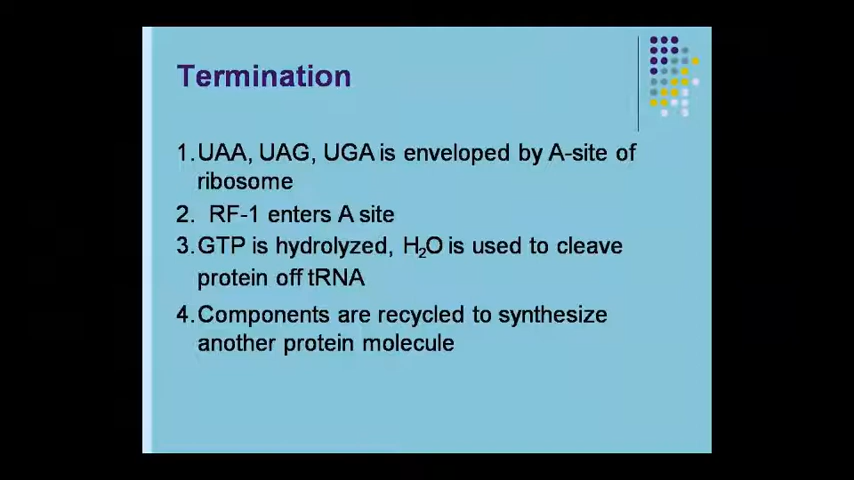 Termination
1.UAA, UAG, UGA is enveloped by A-site of
ribosome
2. RF-1 enters A site
3.GTP is hydrolyzed, H₂O is used to cleave
protein off tRNA
4.Components are recycled to synthesize
another protein molecule